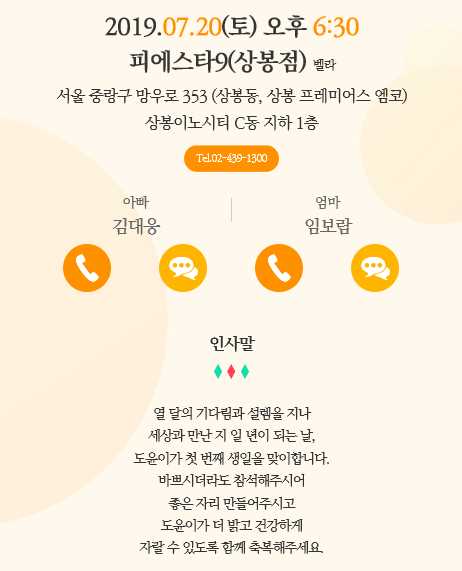 2019.07.20(토) 오후 6:30
피에스타9(상봉점) 벨라
서울 중랑구 망우로 353 (상봉동, 상봉 프레미어스 엠코)
상봉이노시티 C동 지하 1층
Tel.02-439-1300
아빠 엄마
김대웅 임보람
인사말
열 달의 기다림과 설렘을 지나
세상과 만난 지 일 년이 되는 날,
도윤이가 첫 번째 생일을 맞이합니다.
바쁘시더라도 참석해주시어
좋은 자리 만들어주시고
도윤이가 더 밝고 건강하게
자랄 수 있도록 함께 축복해주세요.